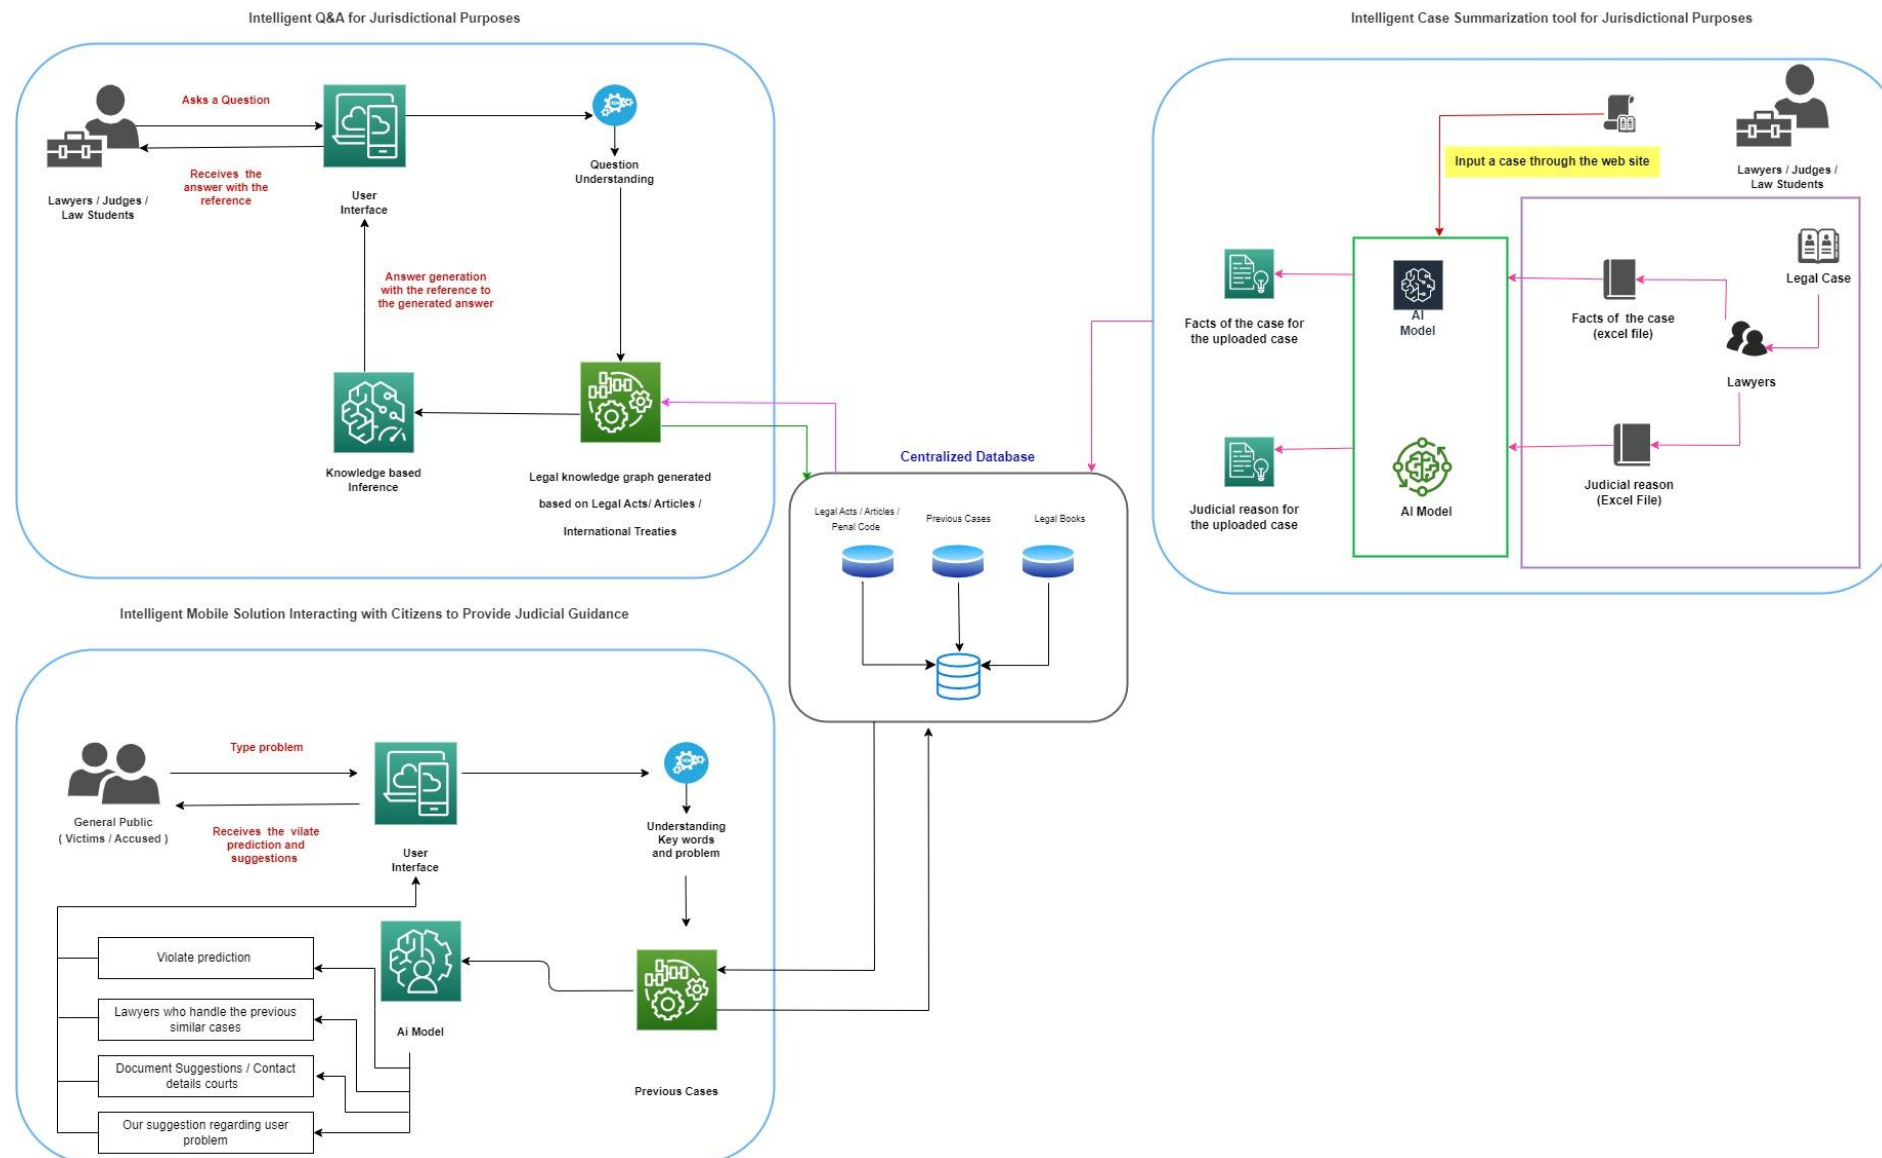 Intelligent Q&A for Jurisdictional Purposes
Asks a Question
Receives the
answer with the
reference
Lawyers / Judges /
Law Students
User
Interface
Question
Understanding
Answer generation
with the reference to
the generated answer
Knowledge based
Inference
Legal knowledge graph generated
based on Legal Acts/ Articles /
International Treaties
Intelligent Case Summarization tool for Jurisdictional Purposes
Input a case through the web site
Lawyers / Judges /
Law Students
Legal Case
Lawyers
Facts of the case
(excel file)
Judicial reason
(Excel File)
AI
Model
AI Model
Facts of the case for
the uploaded case
Judicial reason for
the uploaded case
Centralized Database
Legal Acts / Articles /
Penal Code
Previous Cases
Legal Books
Intelligent Mobile Solution Interacting with Citizens to Provide Judicial Guidance
Type problem
Receives the vilate
prediction and
suggestions
General Public
( Victims / Accused )
User
Interface
Understanding
Key words
and problem
Previous Cases
Ai Model
Violate prediction
Lawyers who handle the previous
similar cases
Document Suggestions / Contact
details courts
Our suggestion regarding user
problem